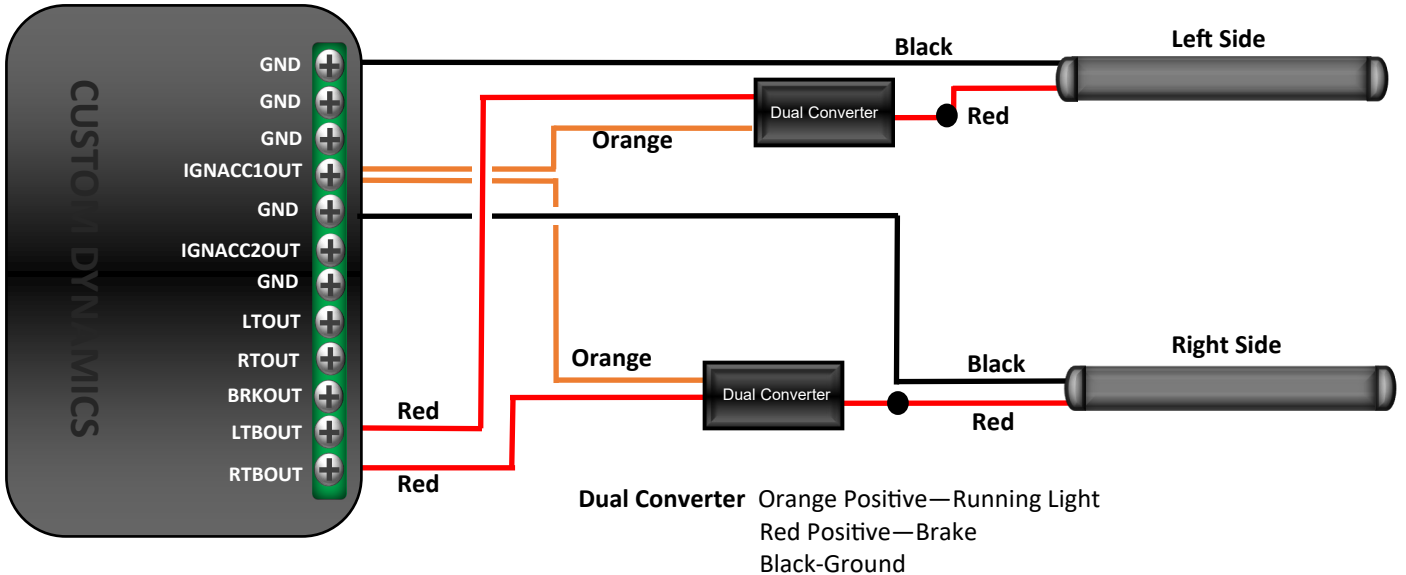 CUSTOM DYNAMICS
GND
GND
GND
IGNACC1OUT
GND
IGNACC2OUT
GND
LTOUT
RTOUT
BRKOUT
LTBOUT
RTBOUT
Black
Left Side
Dual Converter
Red
Orange
Right Side
Orange
Black
Dual Converter
Red
Red
Red
Dual Converter Orange Positive—Running Light
Red Positive—Brake
Black-Ground